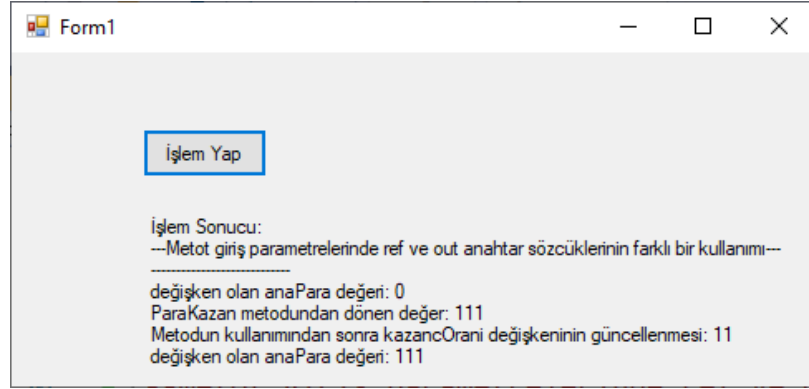 Form1
İşlem Yap
İşlem Sonucu:
---Metot giriş parametrelerinde ref ve out anahtar sözcüklerinin farklı bir kullanımı---
----------------------------
değişken olan anaPara değeri: 0
ParaKazan metodundan dönen değer: 111
Metodun kullanımından sonra kazancOrani değişkeninin güncellenmesi: 11
değişken olan anaPara değeri: 111